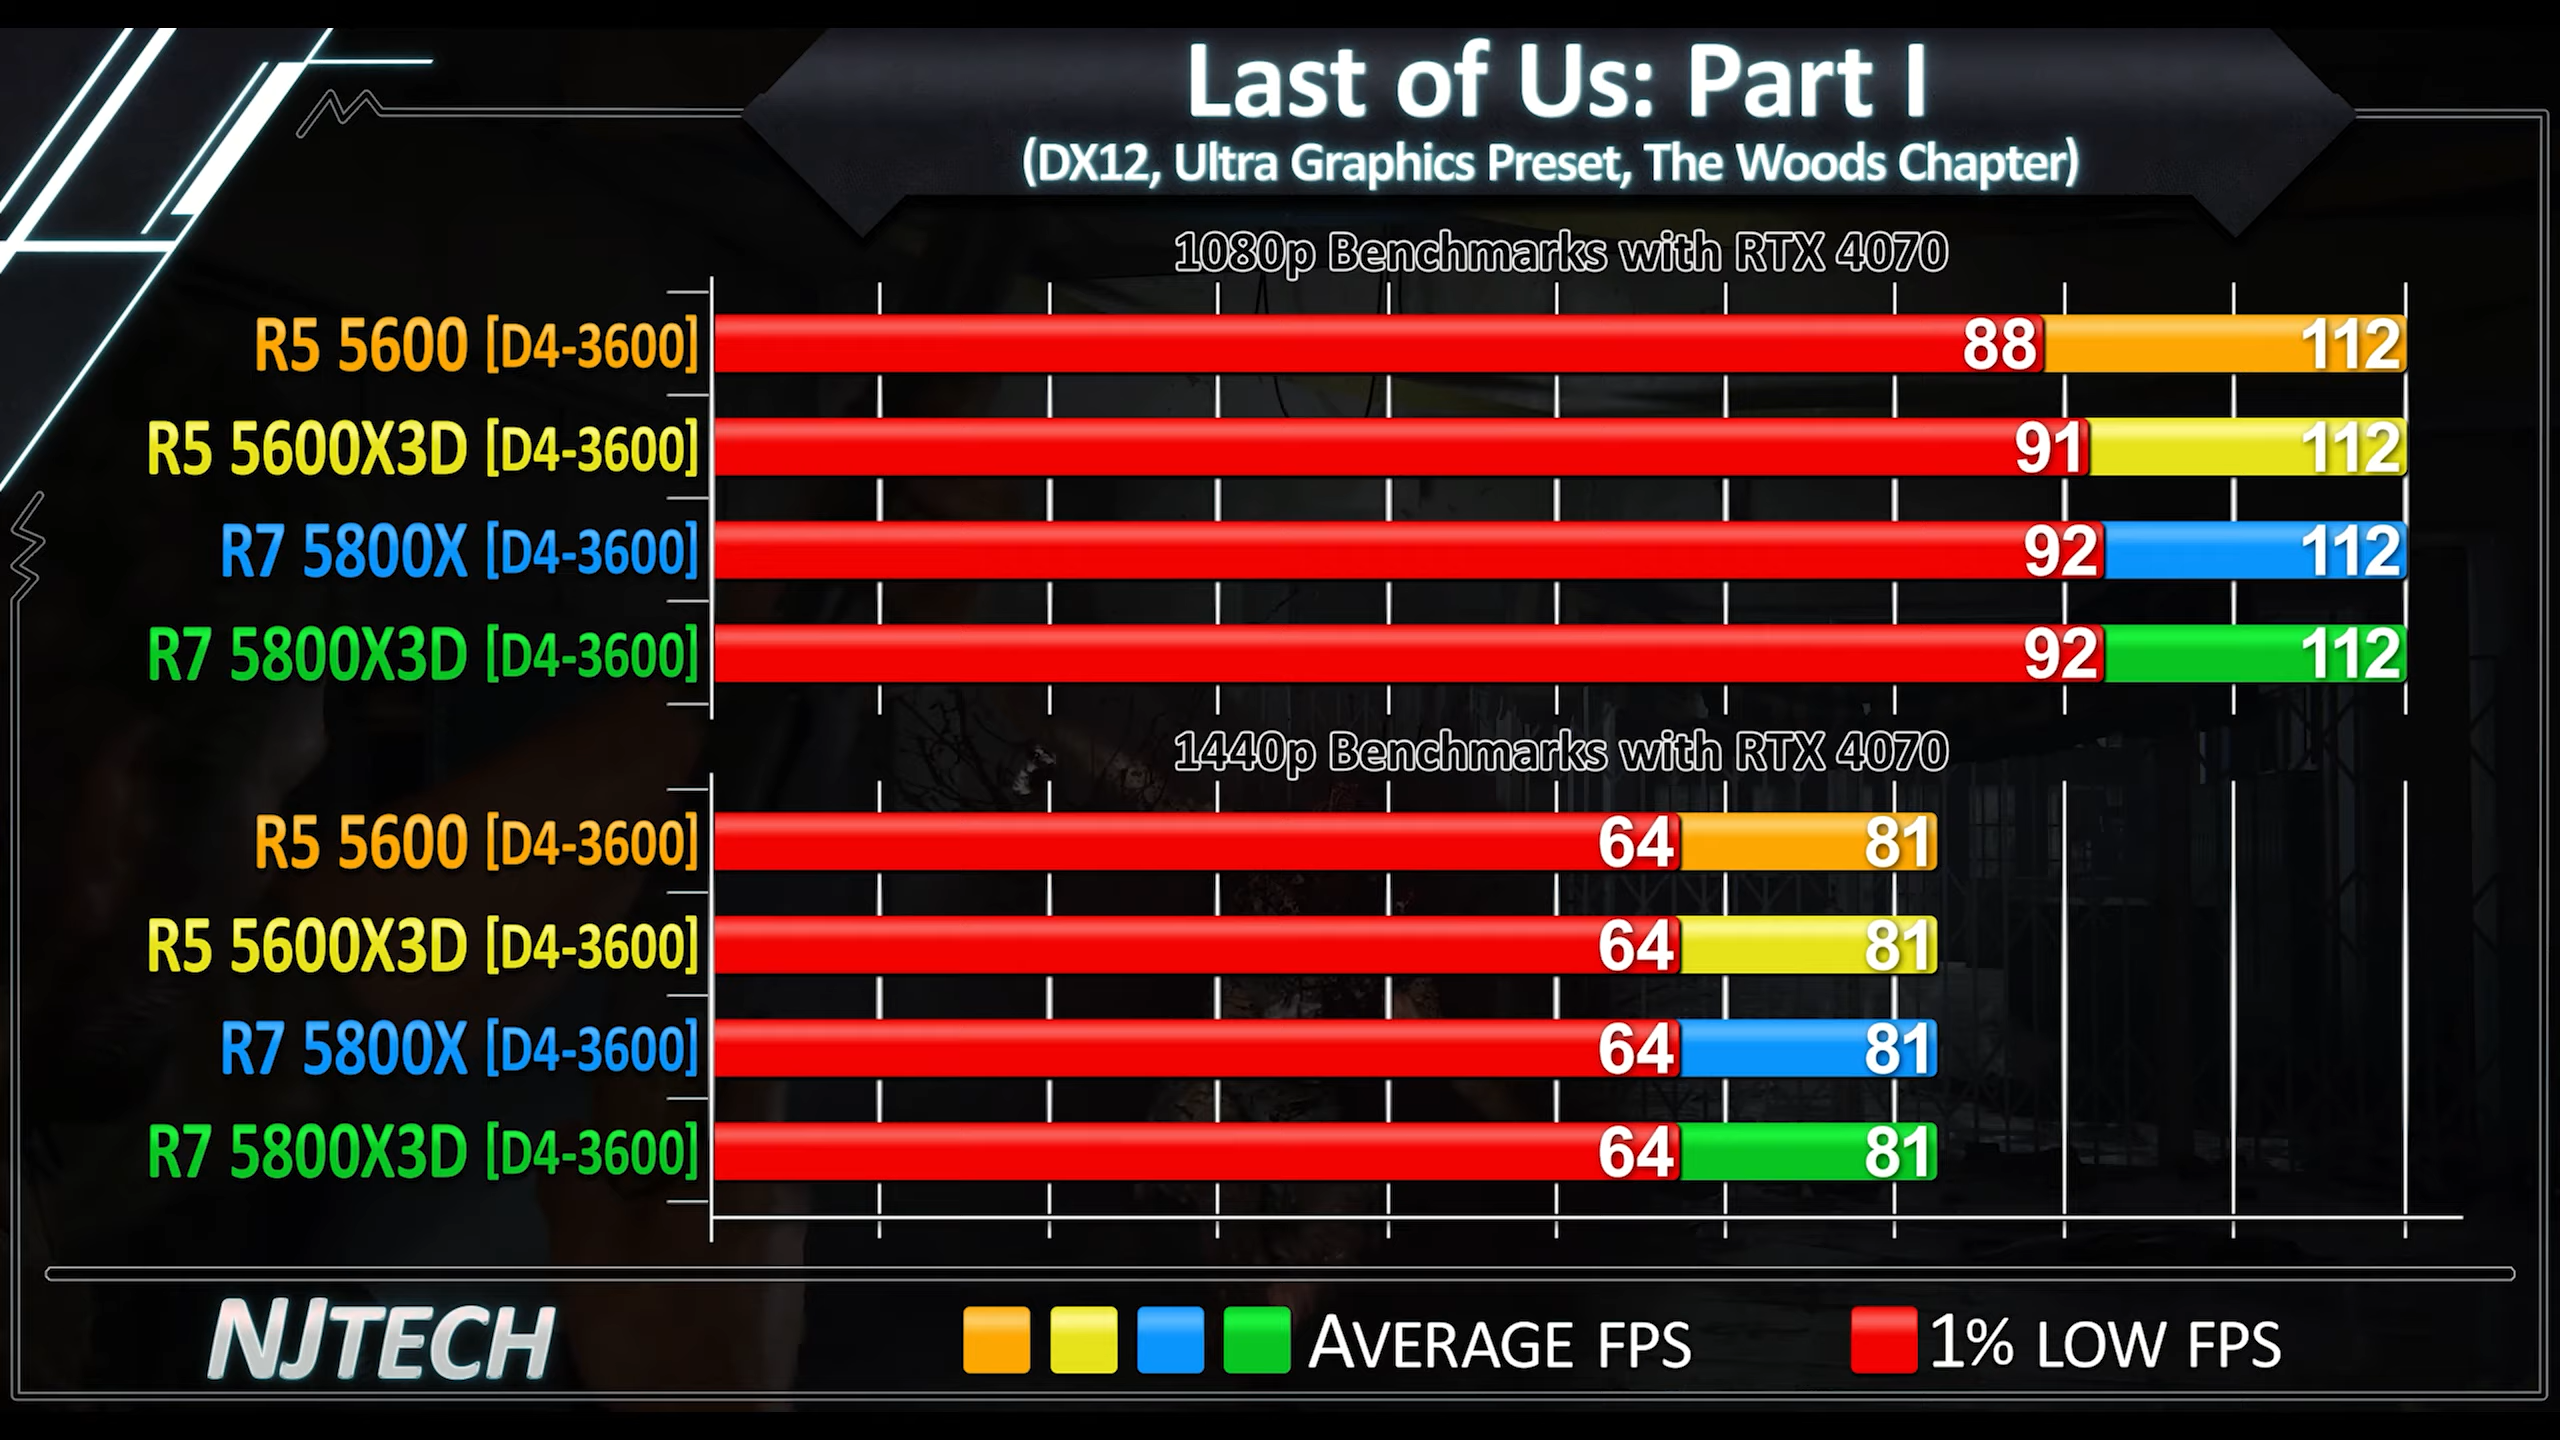 Last of Us: Part I
(DX12, Ultra Graphics Preset, The Woods Chapter)
1080p Benchmarks with RTX 4070
R5 5600 [D4-3600] 88 112
R5 5600X3D [D4-3600] 91 112
R7 5800X [D4-3600] 92 112
R7 5800X3D [D4-3600] 92 112
1440p Benchmarks with RTX 4070
R5 5600 [D4-3600] 64 81
R5 5600X3D [D4-3600] 64 81
R7 5800X [D4-3600] 64 81
R7 5800X3D [D4-3600] 64 81
NJTECH AVERAGE FPS 1% LOW FPS